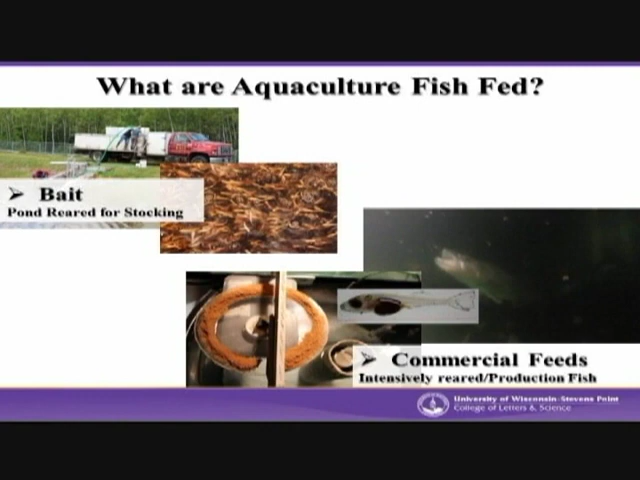 What are Aquaculture Fish Fed?
➢ Bait
Pond Reared for Stocking
➢ Commercial Feeds
Intensively reared/Production Fish
University of Wisconsin-Stevens Point
College of Letters & Science